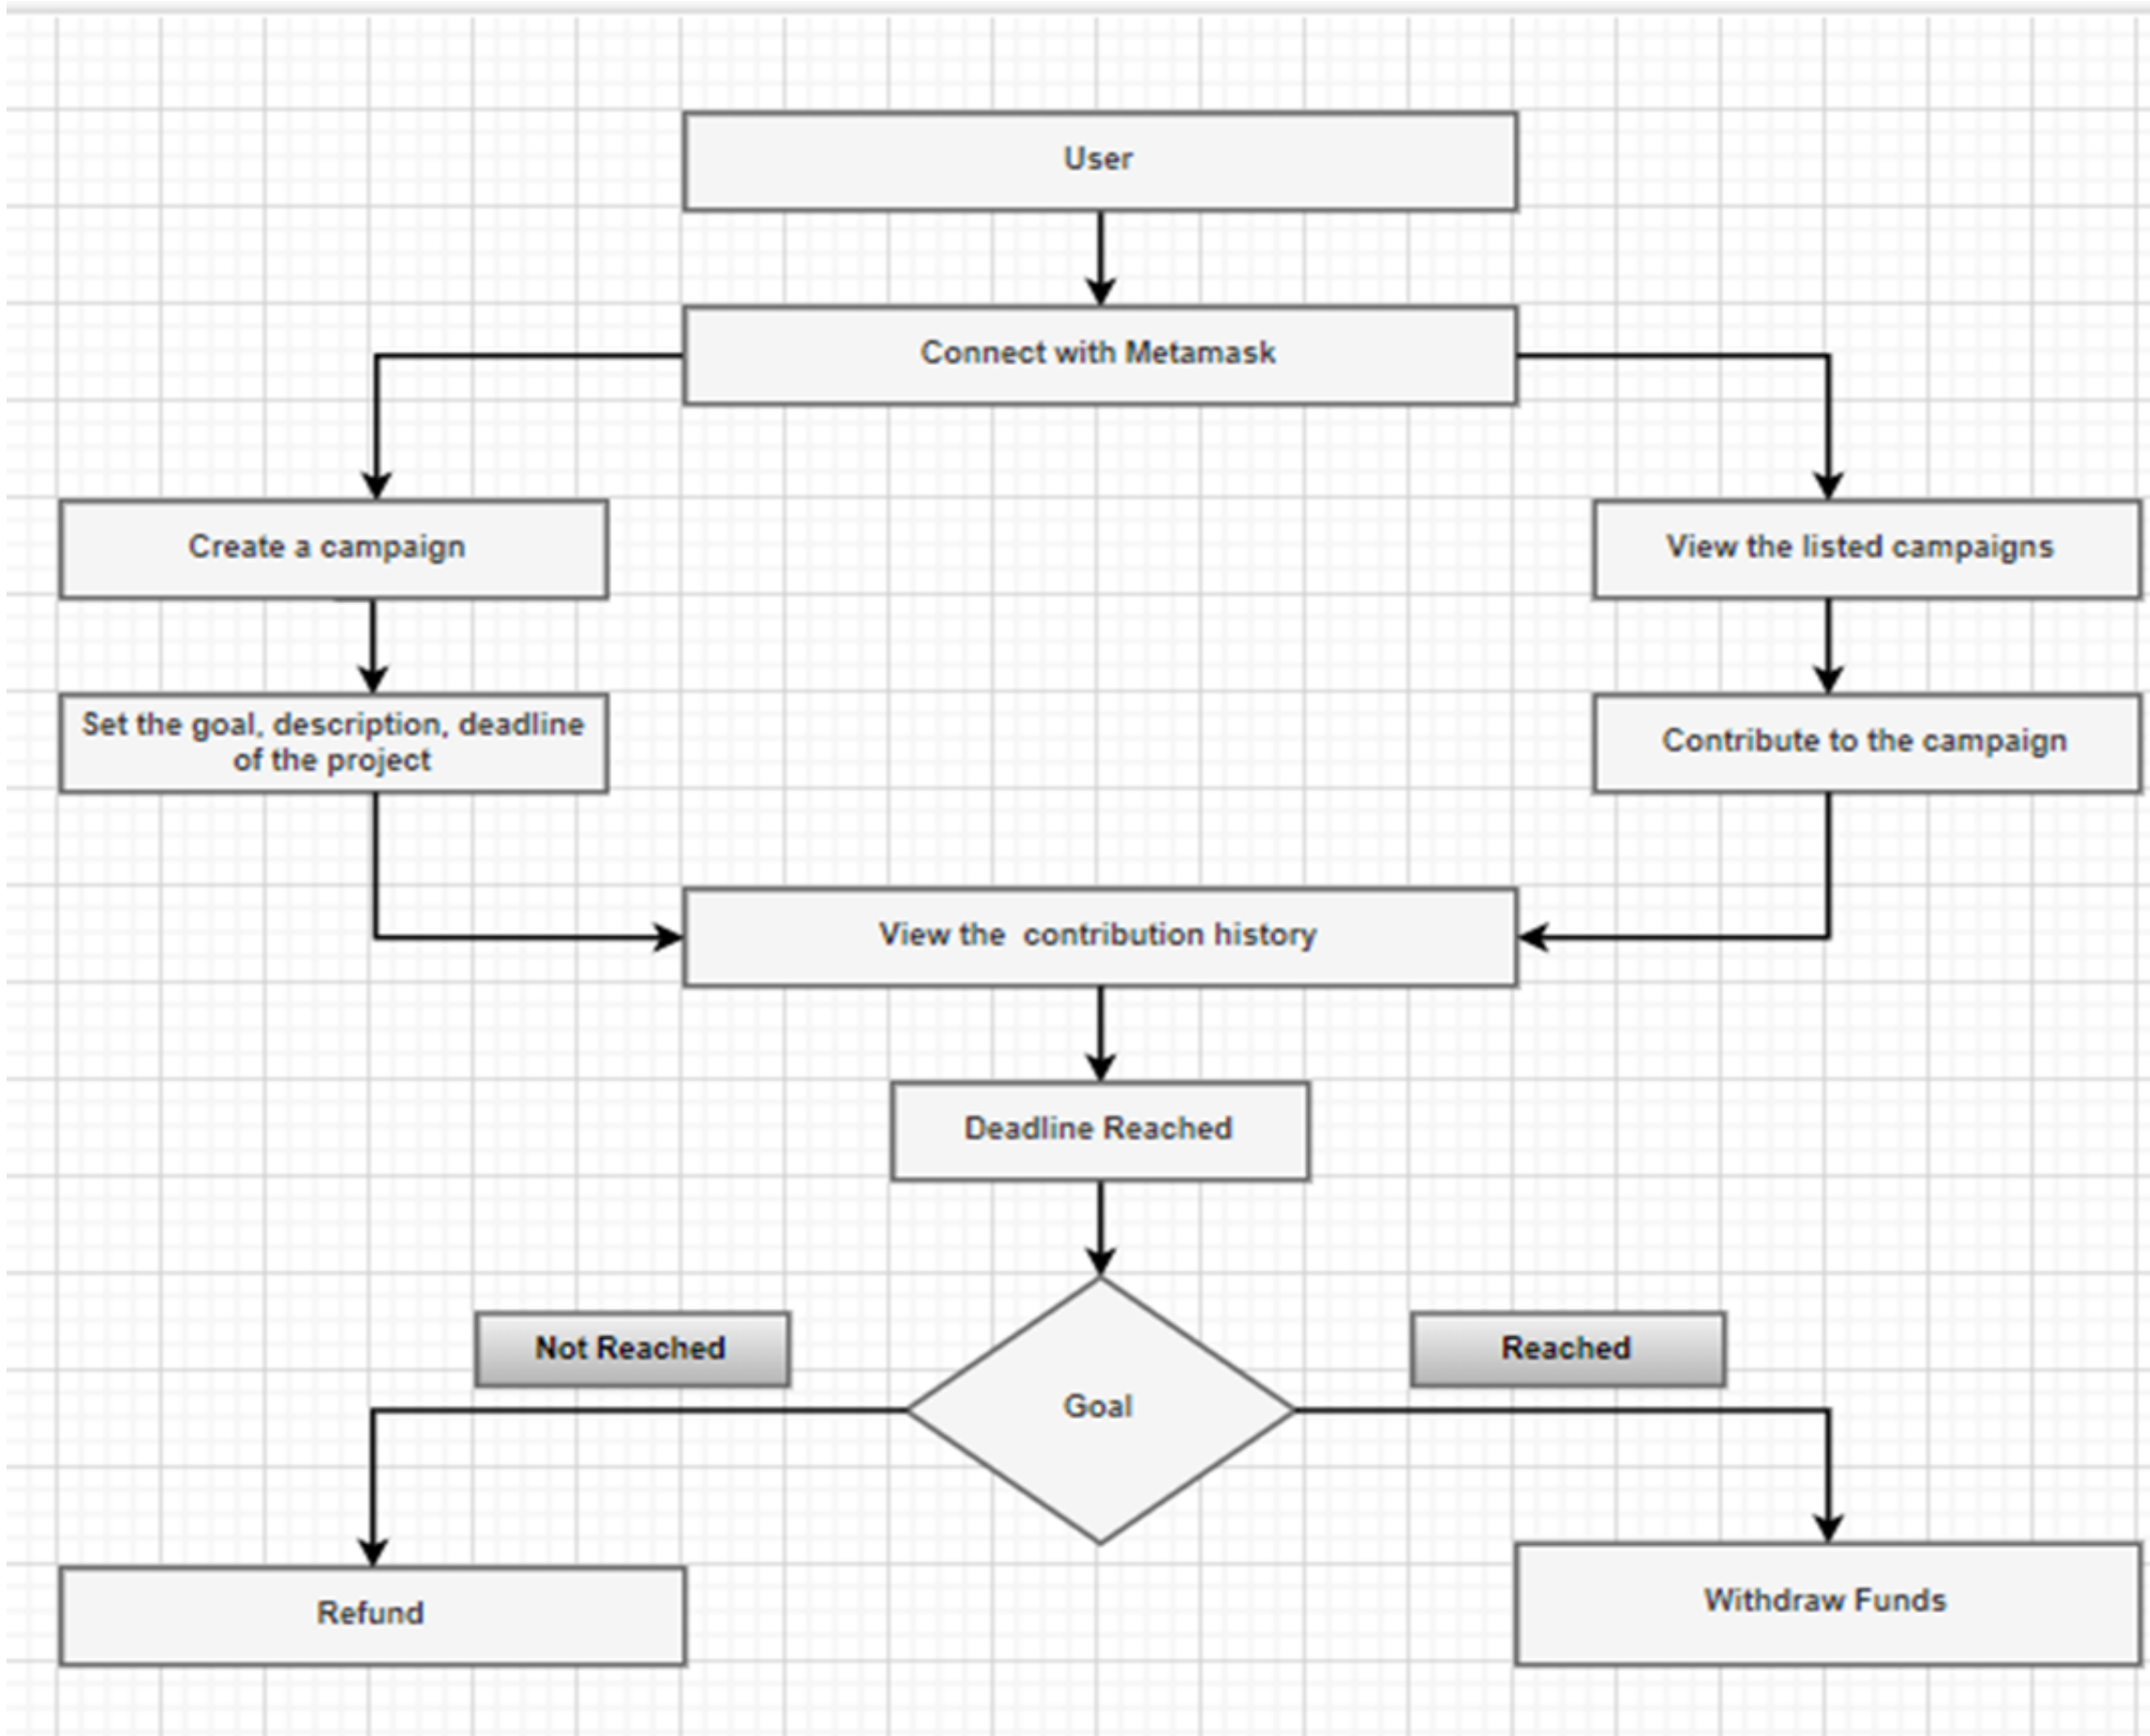 User
Connect with Metamask
Create a campaign
View the listed campaigns
Set the goal, description, deadline
of the project
Contribute to the campaign
View the  contribution history
Deadline Reached
Not Reached
Reached
Goal
Refund
Withdraw Funds